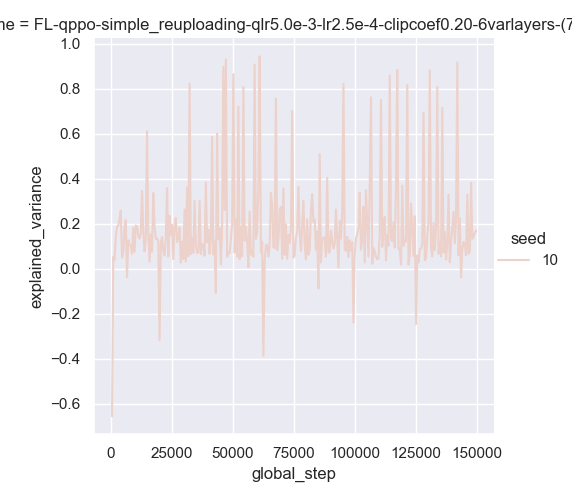 me = FL-qppo-simple_reuploading-qlr5.0e-3-lr2.5e-4-clipcoef0.20-6varlayers-(7
1.0
0.8
0.6
0.4
0.2
0.0
−0.2
−0.4
−0.6
explained_variance
0 25000 50000 75000 100000 125000 150000
global_step
seed
10